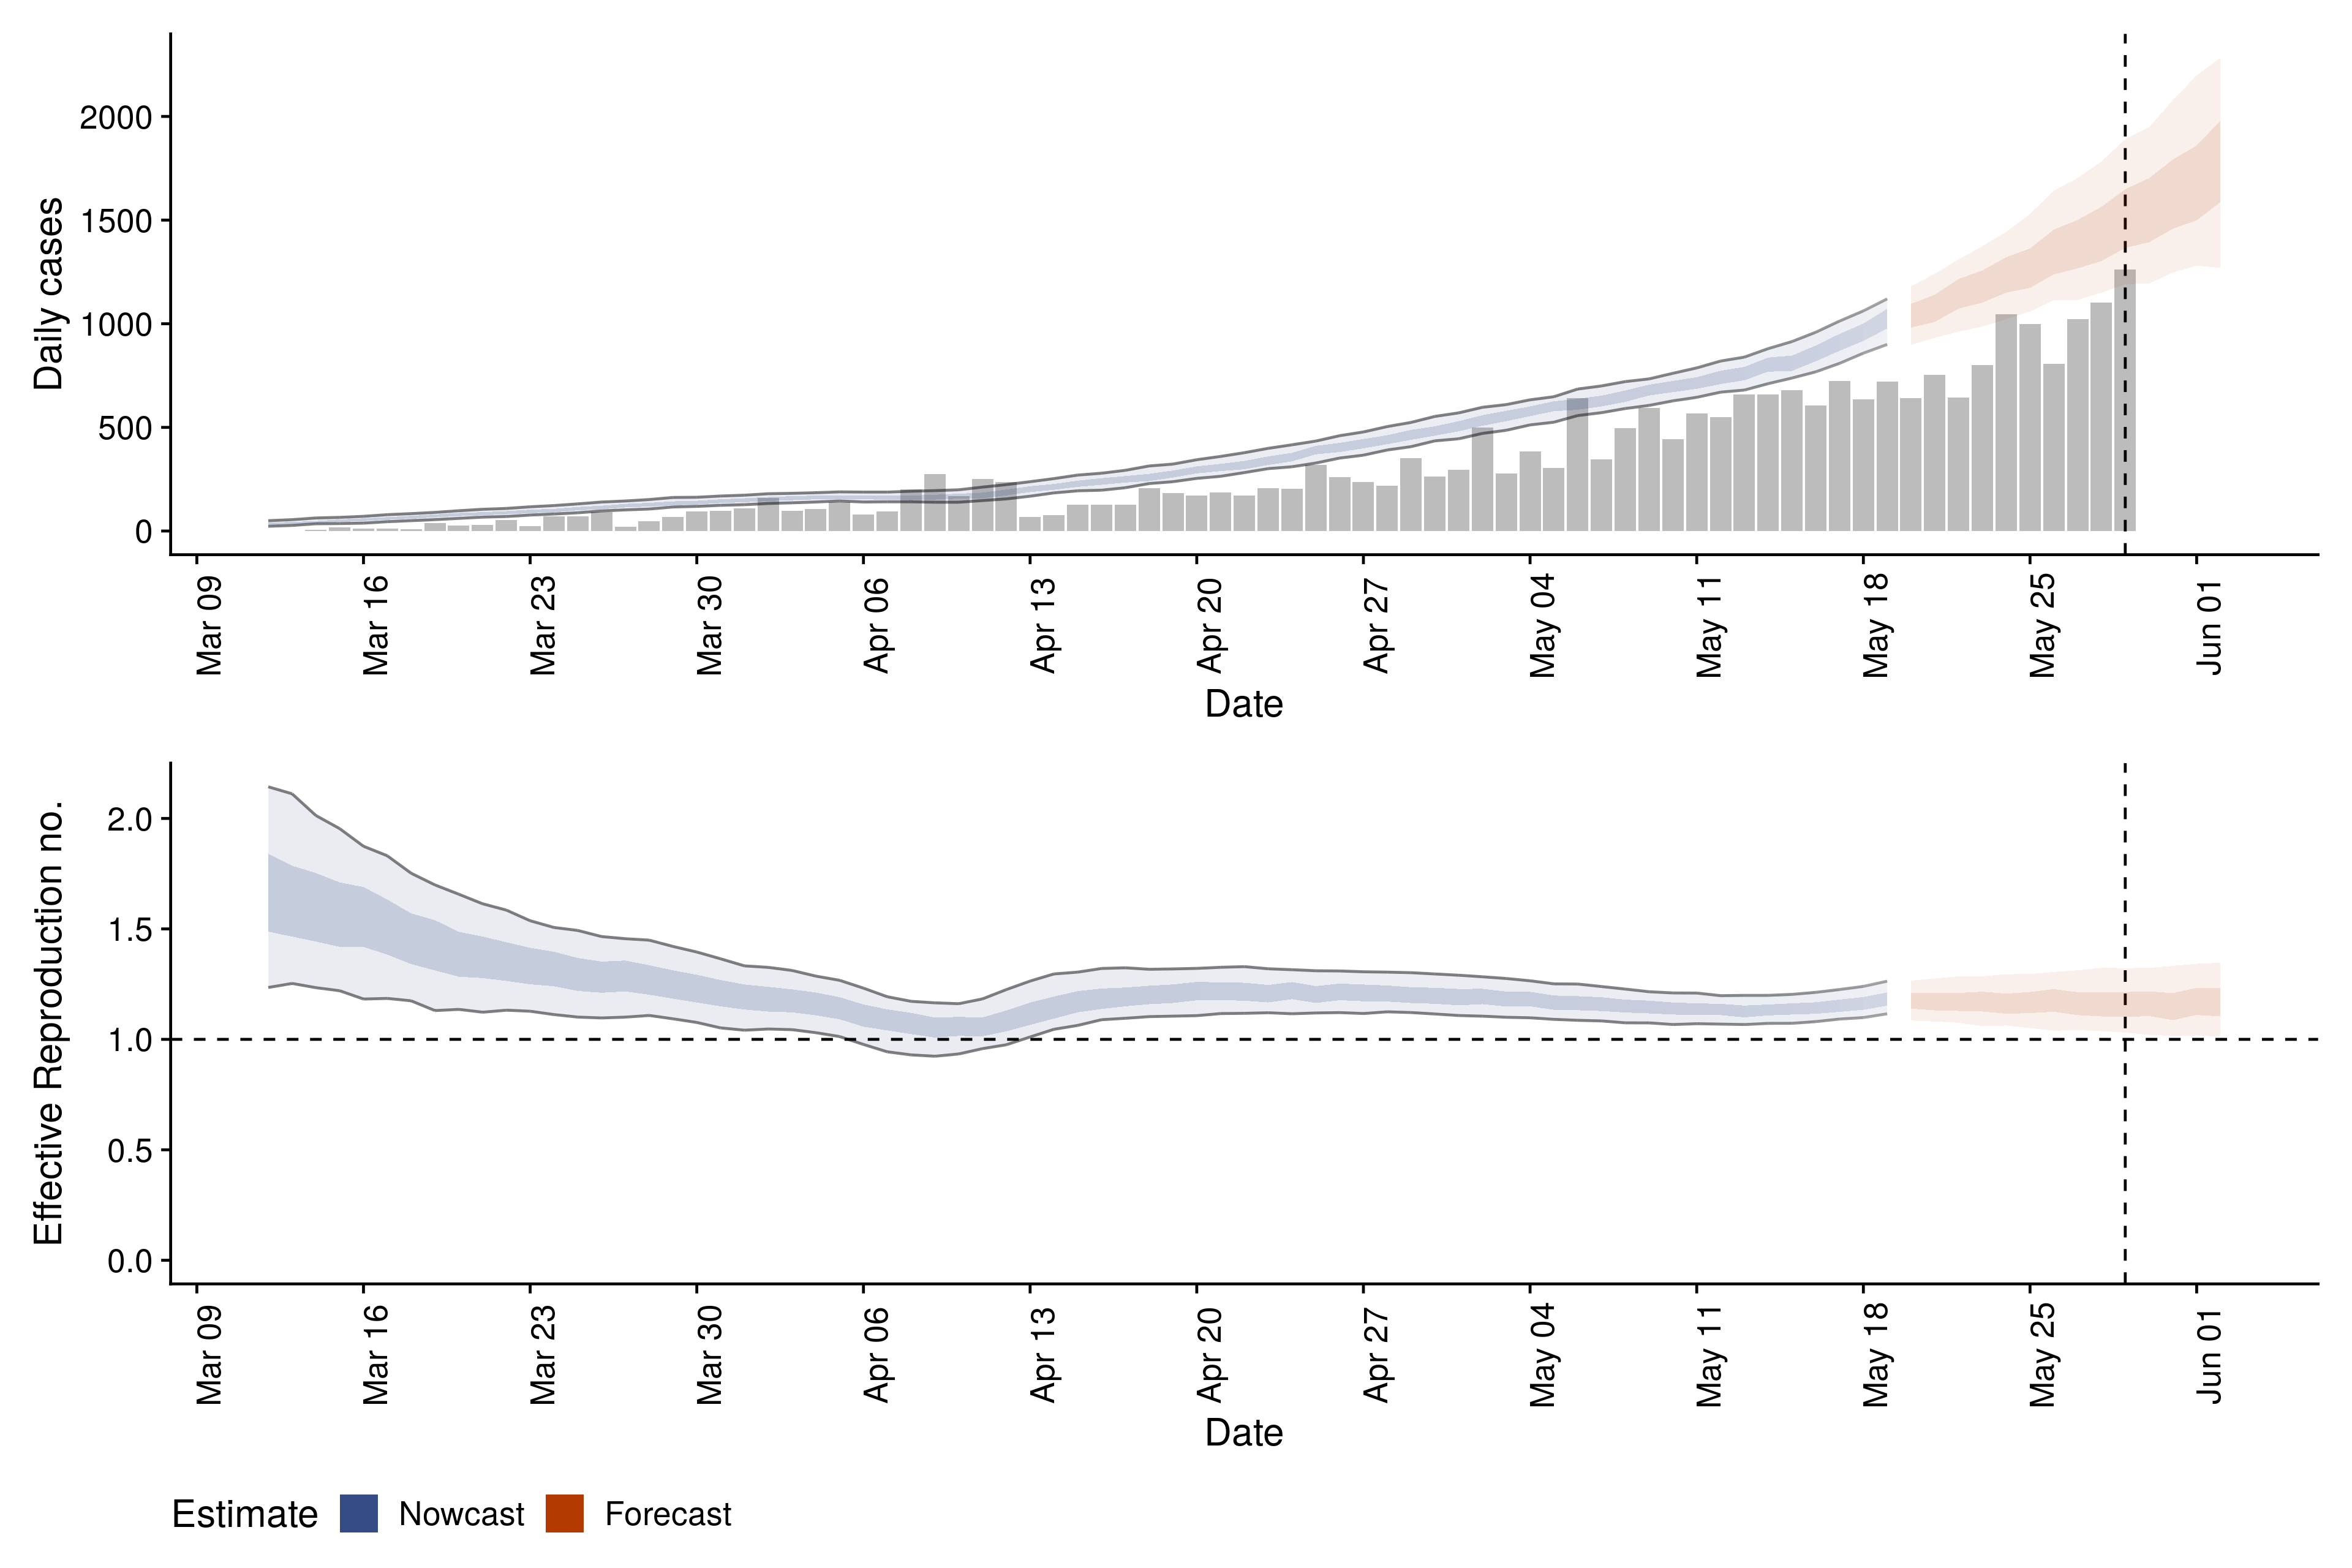 Daily cases
2000
1500
1000
500
0
Mar 09
Mar 16
Mar 23
Mar 30
Apr 06
Apr 13
Apr 20
Apr 27
May 04
May 11
May 18
May 25
Jun 01
Date
Effective Reproduction no.
2.0
1.5
1.0
0.5
0.0
Mar 09
Mar 16
Mar 23
Mar 30
Apr 06
Apr 13
Apr 20
Apr 27
May 04
May 11
May 18
May 25
Jun 01
Date
Estimate Nowcast Forecast